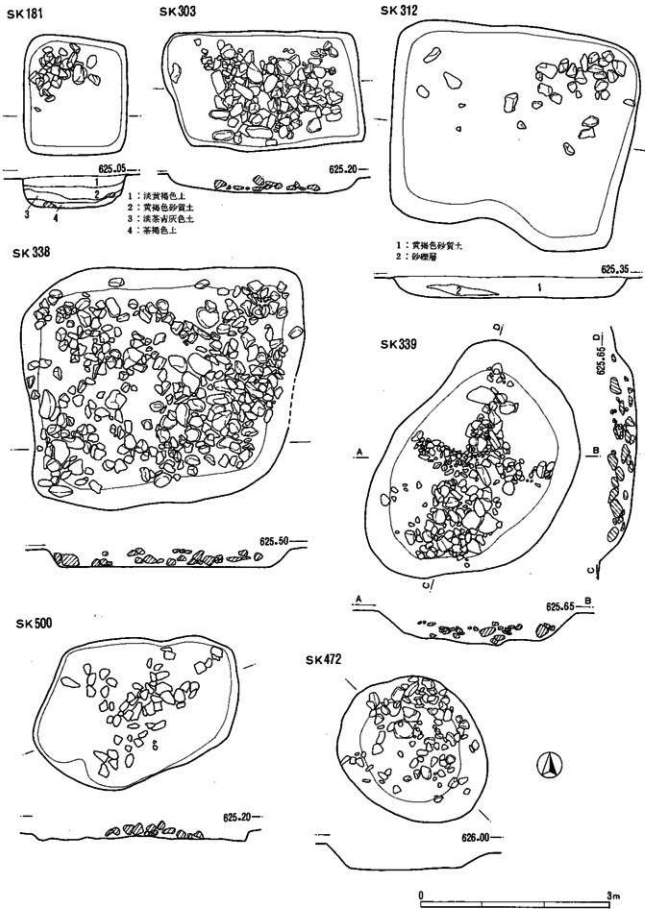 SK181
SK303
SK312
625.05
1
2
3
4
1：淡黄褐色土
2：黄褐色砂質土
3：淡茶青灰色土
4：茶褐色土
625.20
1：黄褐色砂質土
2：砂礫層
625.35
2
1
SK338
625.50
SK339
D
A
B
C
D
625.65
C
A
625.65
B
SK500
625.20
SK472
626.00
0
3m